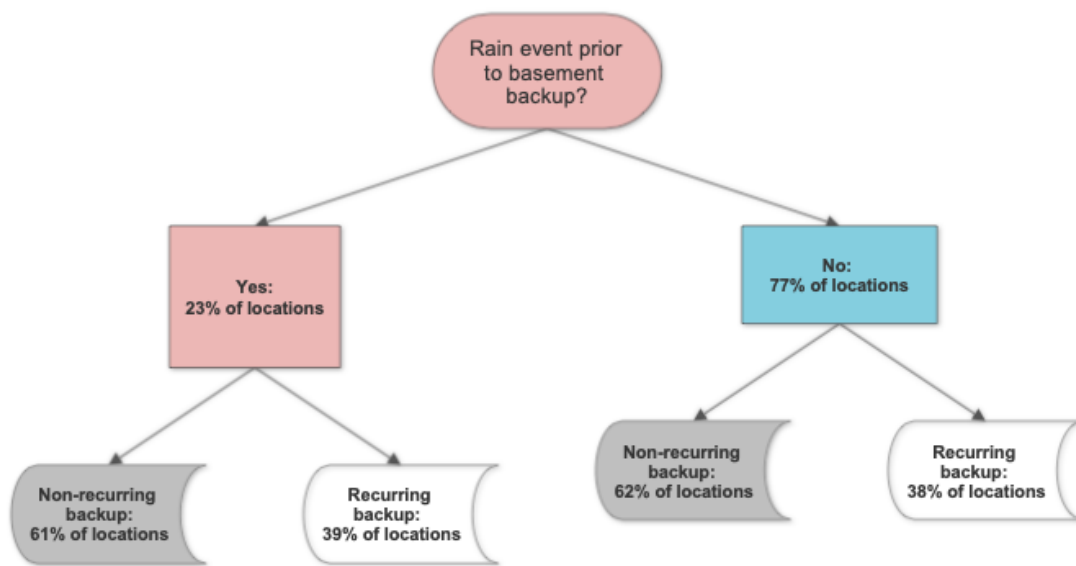 Rain event prior
to basement
backup?
Yes:
23% of locations
No:
77% of locations
Non-recurring
backup:
61% of locations
Recurring
backup:
39% of locations
Non-recurring
backup:
62% of locations
Recurring
backup:
38% of locations